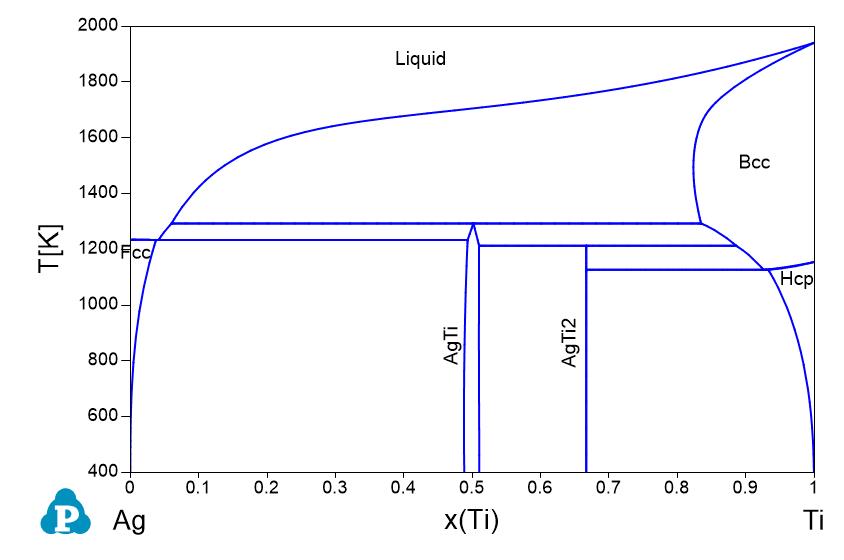 2000
1800
1600
1400
1200
1000
800
600
400
T[K]
Liquid
Bcc
Fcc
Hcp
AgTi
AgTi2
0 0.1 0.2 0.3 0.4 0.5 0.6 0.7 0.8 0.9 1
P
Ag x(Ti) Ti